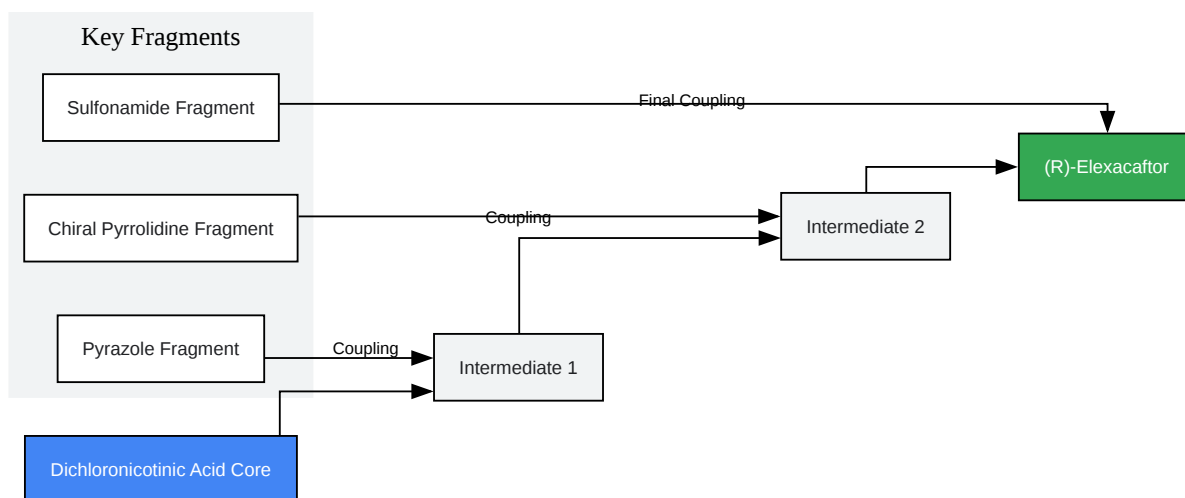 Key Fragments
Sulfonamide Fragment
Final Coupling
(R)-Elexacaftor
Chiral Pyrrolidine Fragment
Coupling
Intermediate 2
Pyrazole Fragment
Coupling
Intermediate 1
Dichloronicotinic Acid Core